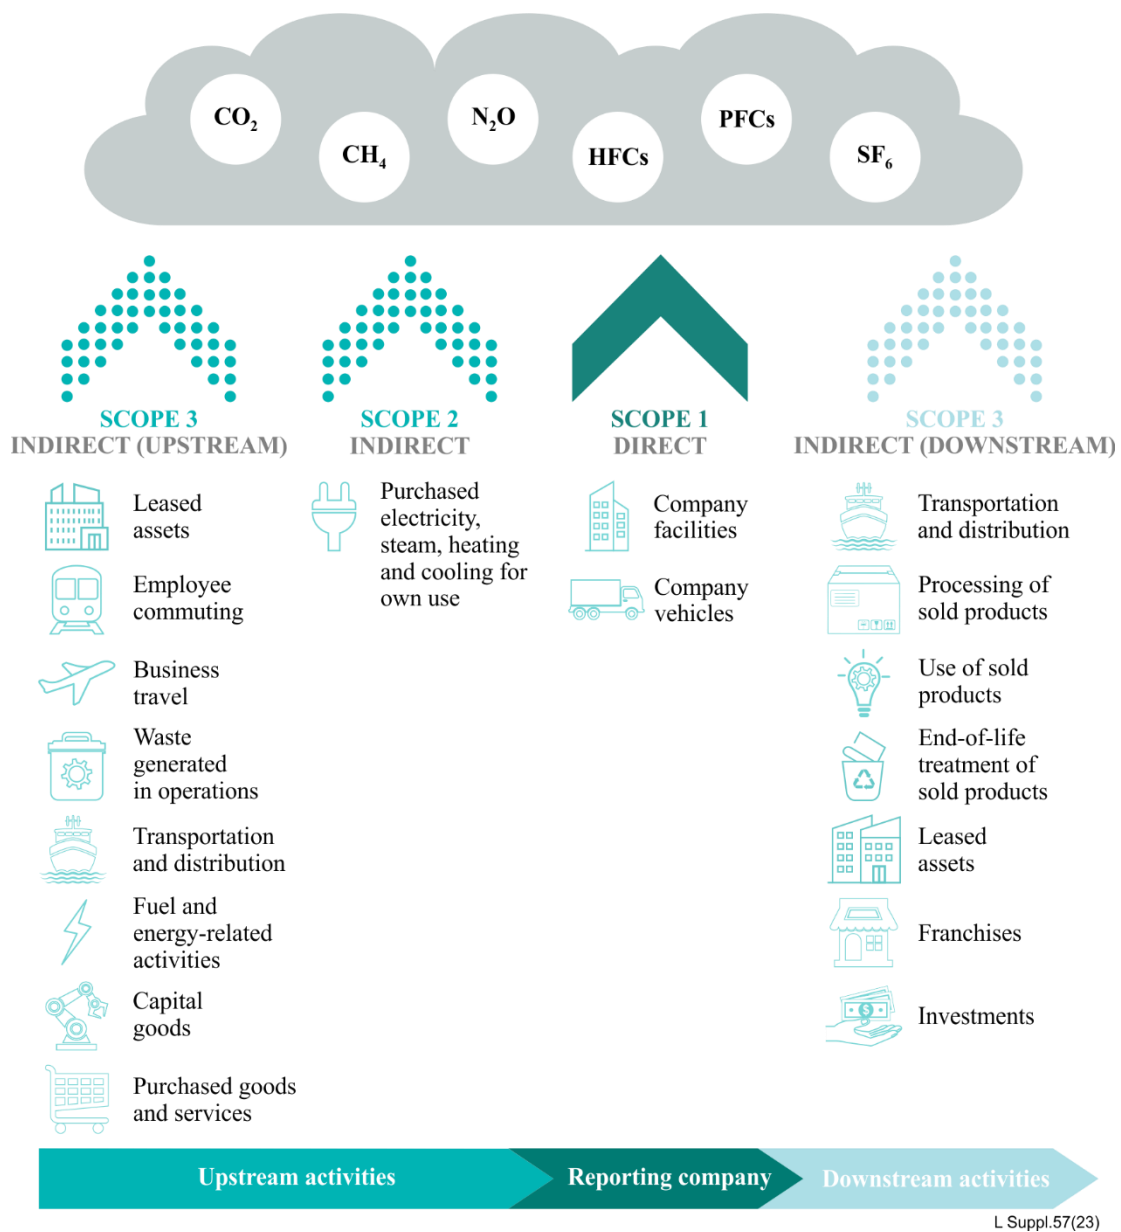 CO₂
CH₄
N₂O
HFCs
PFCs
SF₆
SCOPE 3
INDIRECT (UPSTREAM)
Leased
assets
Employee
commuting
Business
travel
Waste
generated
in operations
Transportation
and distribution
Fuel and
energy-related
activities
Capital
goods
Purchased goods
and services
SCOPE 2
INDIRECT
Purchased
electricity,
steam, heating
and cooling for
own use
SCOPE 1
DIRECT
Company
facilities
Company
vehicles
SCOPE 3
INDIRECT (DOWNSTREAM)
Transportation
and distribution
Processing of
sold products
Use of sold
products
End-of-life
treatment of
sold products
Leased
assets
Franchises
$
Investments
Upstream activities
Reporting company
Downstream activities
L Suppl.57(23)